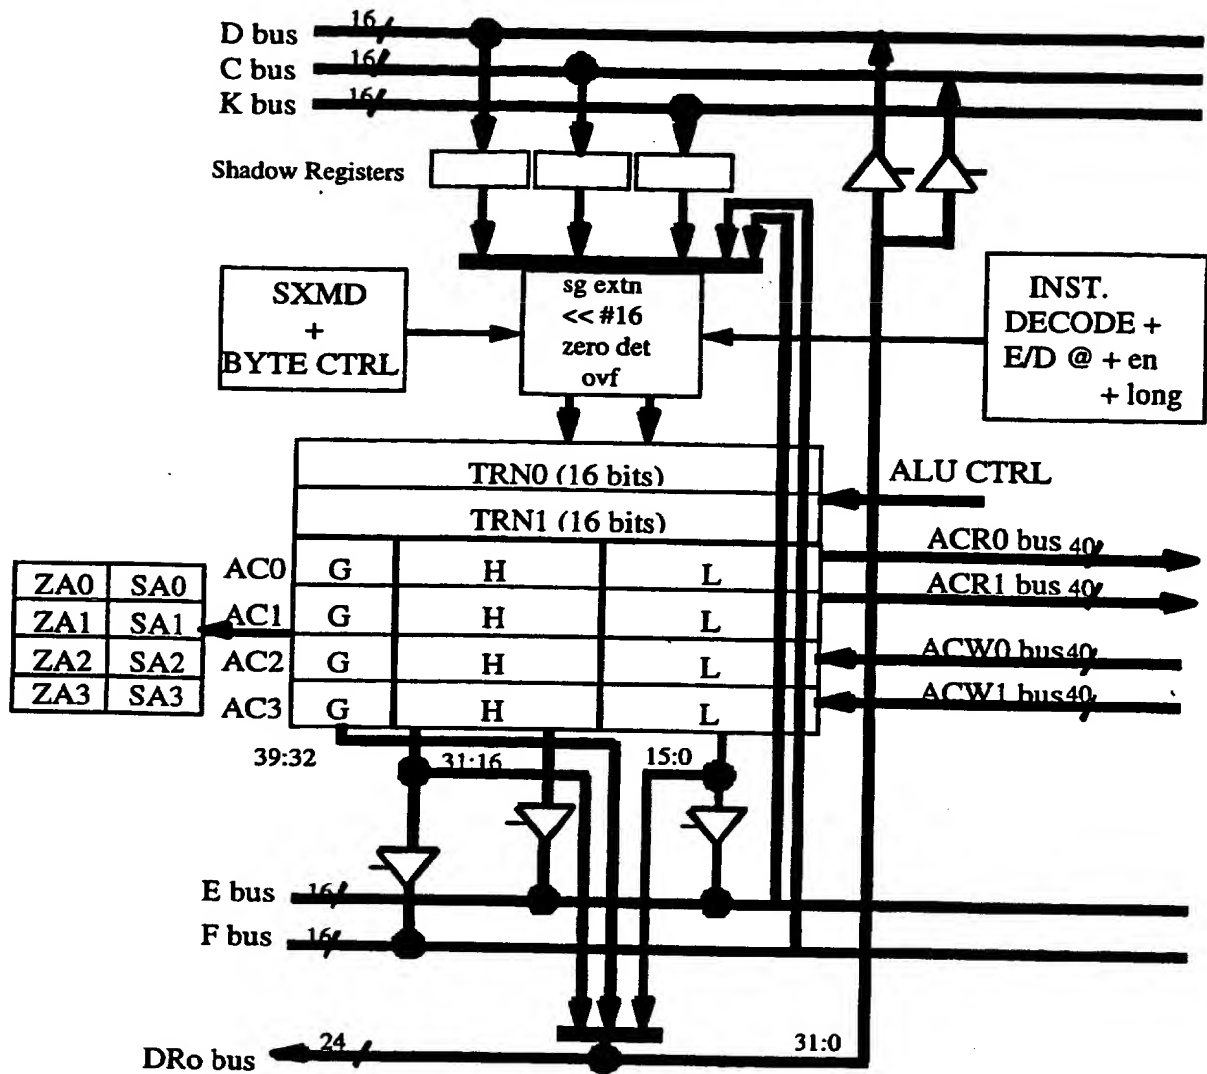 D bus 16
C bus 16
K bus 16
Shadow Registers
SXMD
+
BYTE CTRL
sg extn
<< #16
zero det
ovf
INST.
DECODE +
E/D @ + en
+ long
TRN0 (16 bits)
ALU CTRL
TRN1 (16 bits)
ACR0 bus 40
ACR1 bus 40
ACW0 bus 40
ACW1 bus 40
ZA0 SA0
ZA1 SA1
ZA2 SA2
ZA3 SA3
AC0 G H L
AC1 G H L
AC2 G H L
AC3 G H L
39:32 31:16 15:0
E bus 16
F bus 16
DRo bus 24 31:0